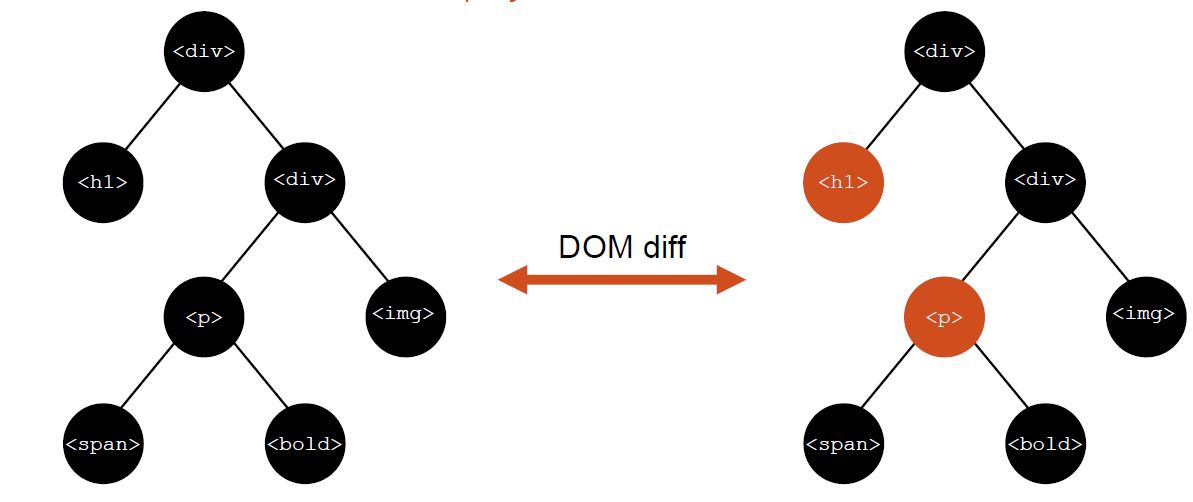 <div>
<div>
<h1>
<div>
<h1>
<div>
DOM diff
<p>
<img>
<p>
<img>
<span>
<bold>
<span>
<bold>